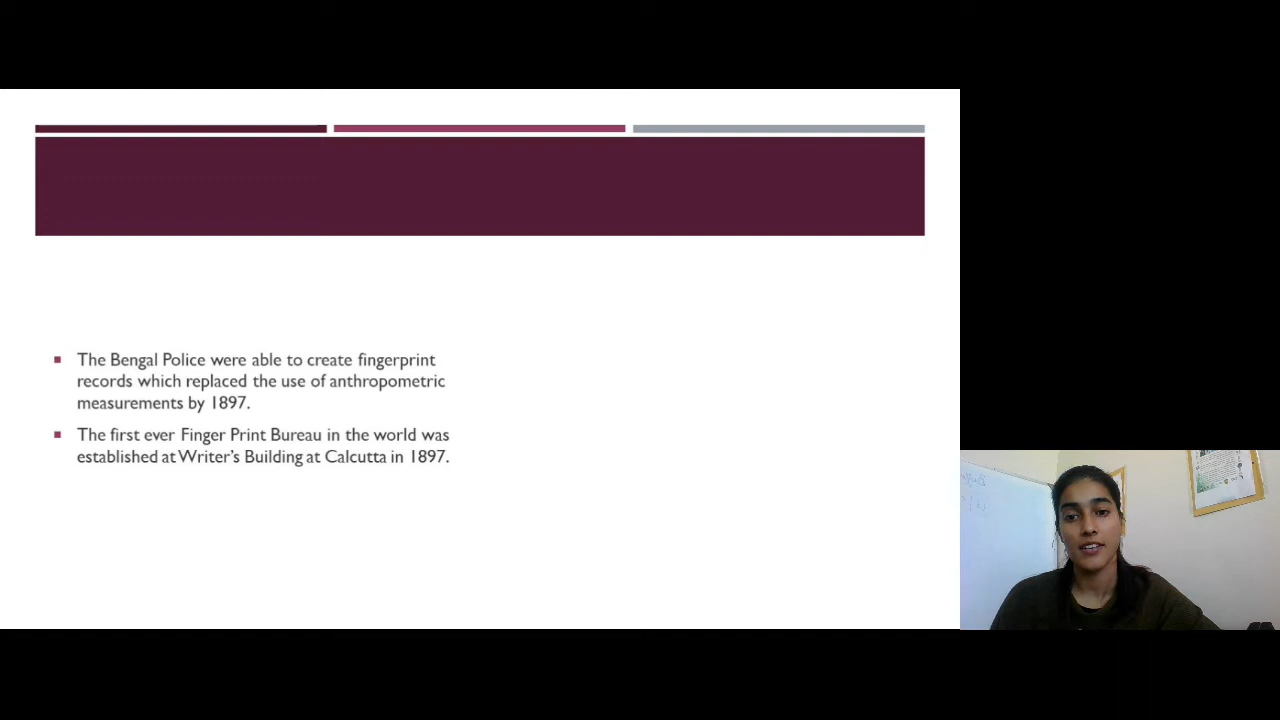 The Bengal Police were able to create fingerprint
records which replaced the use of anthropometric
measurements by 1897.
The first ever Finger Print Bureau in the world was
established at Writer's Building at Calcutta in 1897.